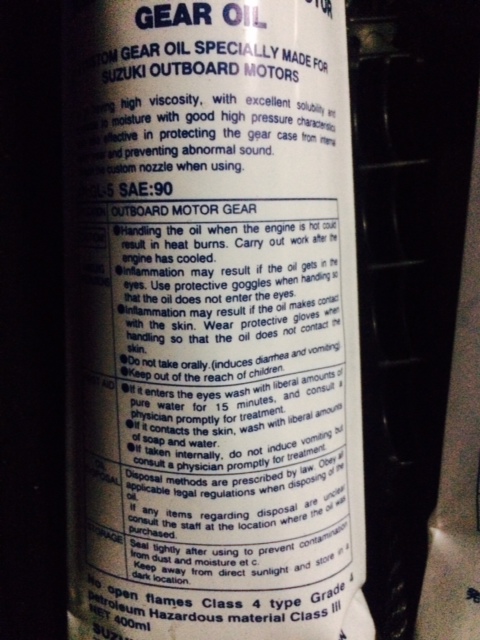 GEAR OIL
GEAR OIL SPECIALLY MADE FOR
SUZUKI OUTBOARD MOTORS
high viscosity, with excellent solubility and
moisture with good high pressure characteristics
effective in protecting the gear case from internal
and preventing abnormal sound.
custom nozzle when using.
GL-5 SAE:90
OUTBOARD MOTOR GEAR
●Handling the oil when the engine is hot could
result in heat burns. Carry out work after the
engine has cooled.
●Inflammation may result if the oil gets in the
eyes. Use protective goggles when handling so
that the oil does not enter the eyes.
●Inflammation may result if the oil makes contact
with the skin. Wear protective gloves when
handling so that the oil does not contact the
skin.
●Do not take orally.(induces diarrhea and vomiting)
●Keep out of the reach of children.
AID
●If it enters the eyes wash with liberal amounts of
pure water for 15 minutes, and consult a
physician promptly for treatment.
●If it contacts the skin, wash with liberal amounts
of soap and water.
●If taken internally, do not induce vomiting but
consult a physician promptly for treatment.
OIL
Disposal methods are prescribed by law. Obey all
applicable legal regulations when disposing of the
oil.
If any items regarding disposal are unclear
consult the staff at the location where the oil was
purchased.
Seal tightly after using to prevent contamination
from dust and moisture et c.
Keep away from direct sunlight and store in a
dark location.
No open flames Class 4 type Grade 4
petroleum Hazardous material Class III
NET 400ml